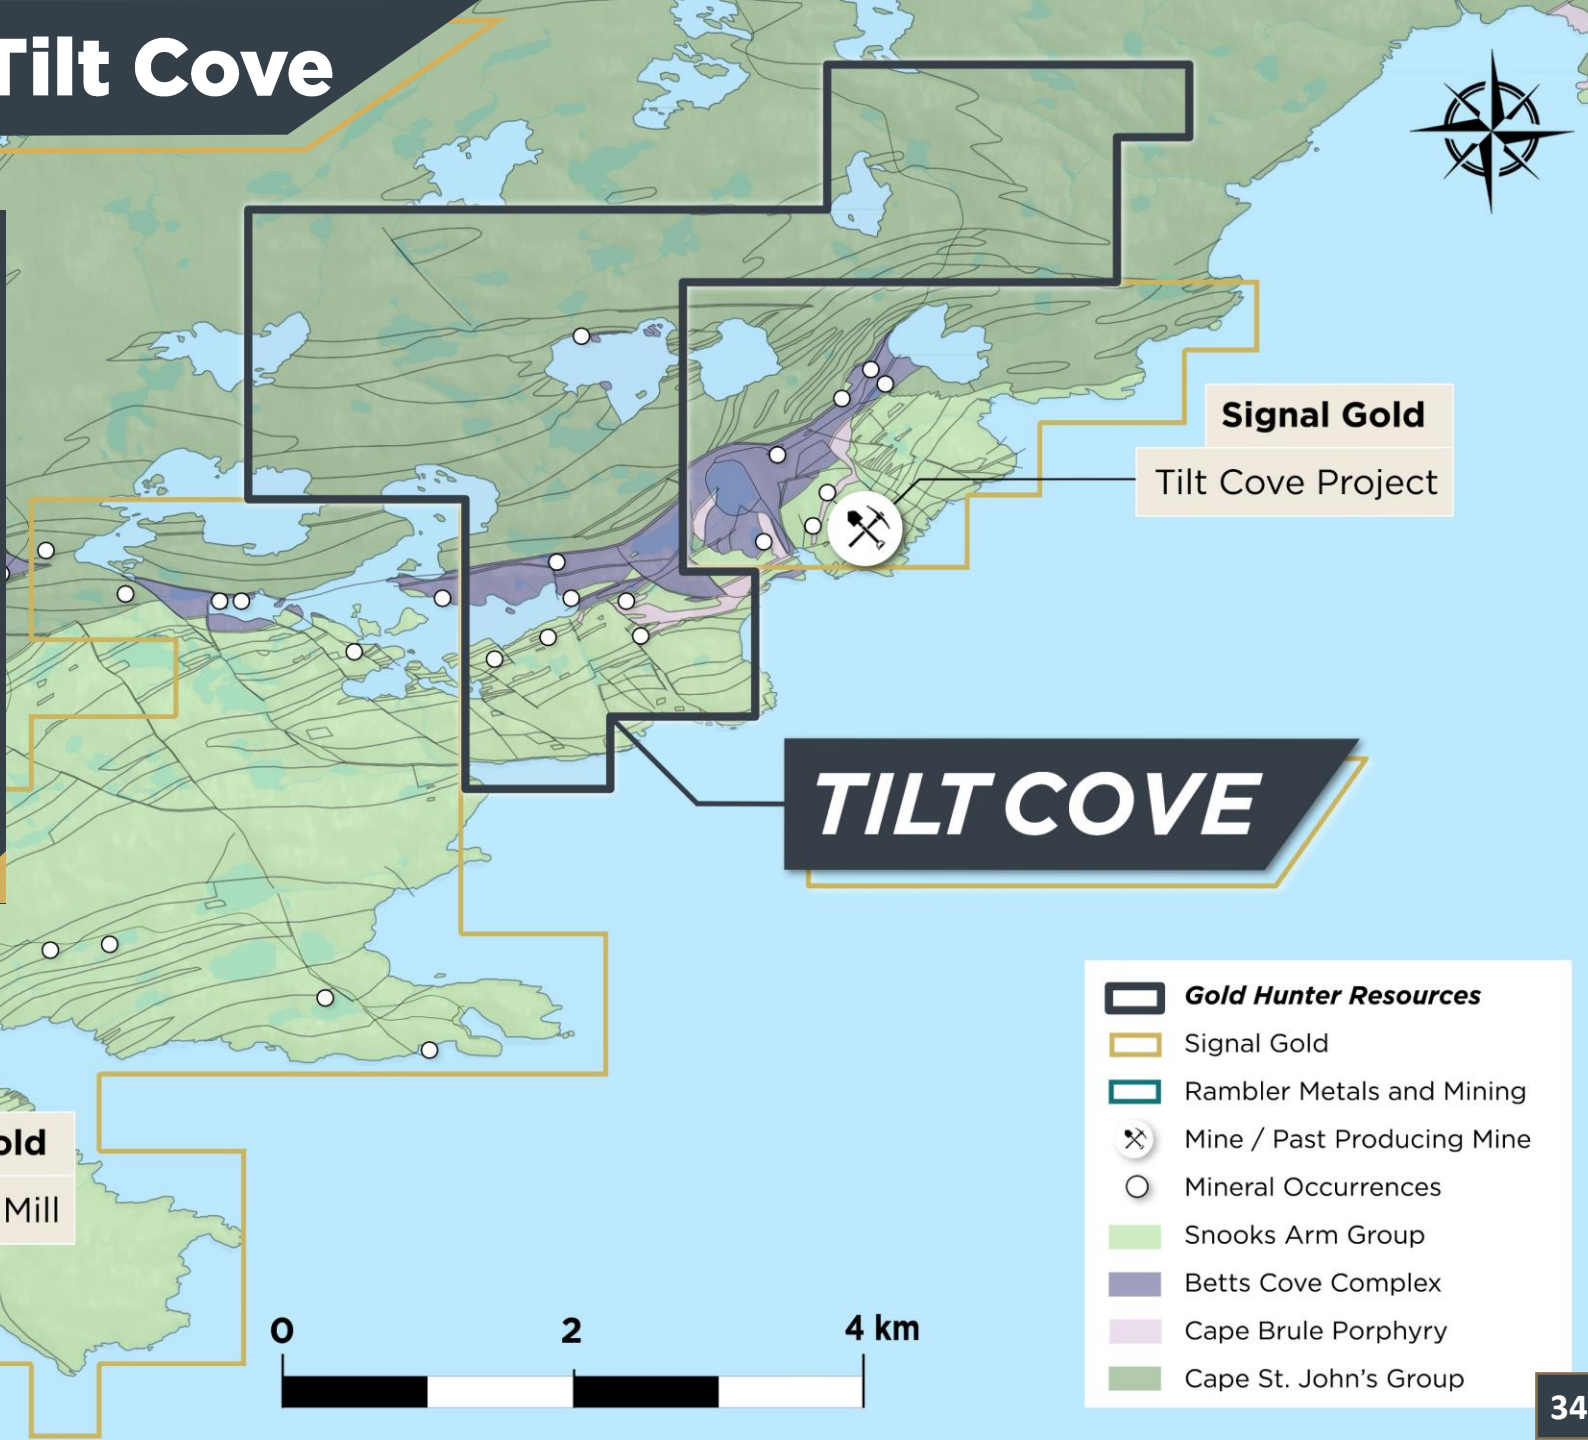 Tilt Cove
Signal Gold
Tilt Cove Project
TILT COVE
Gold Hunter Resources
Signal Gold
Rambler Metals and Mining
Mine / Past Producing Mine
Mineral Occurrences
Snooks Arm Group
Betts Cove Complex
Cape Brule Porphyry
Cape St. John's Group
old
Mill
0 2 4 km
34